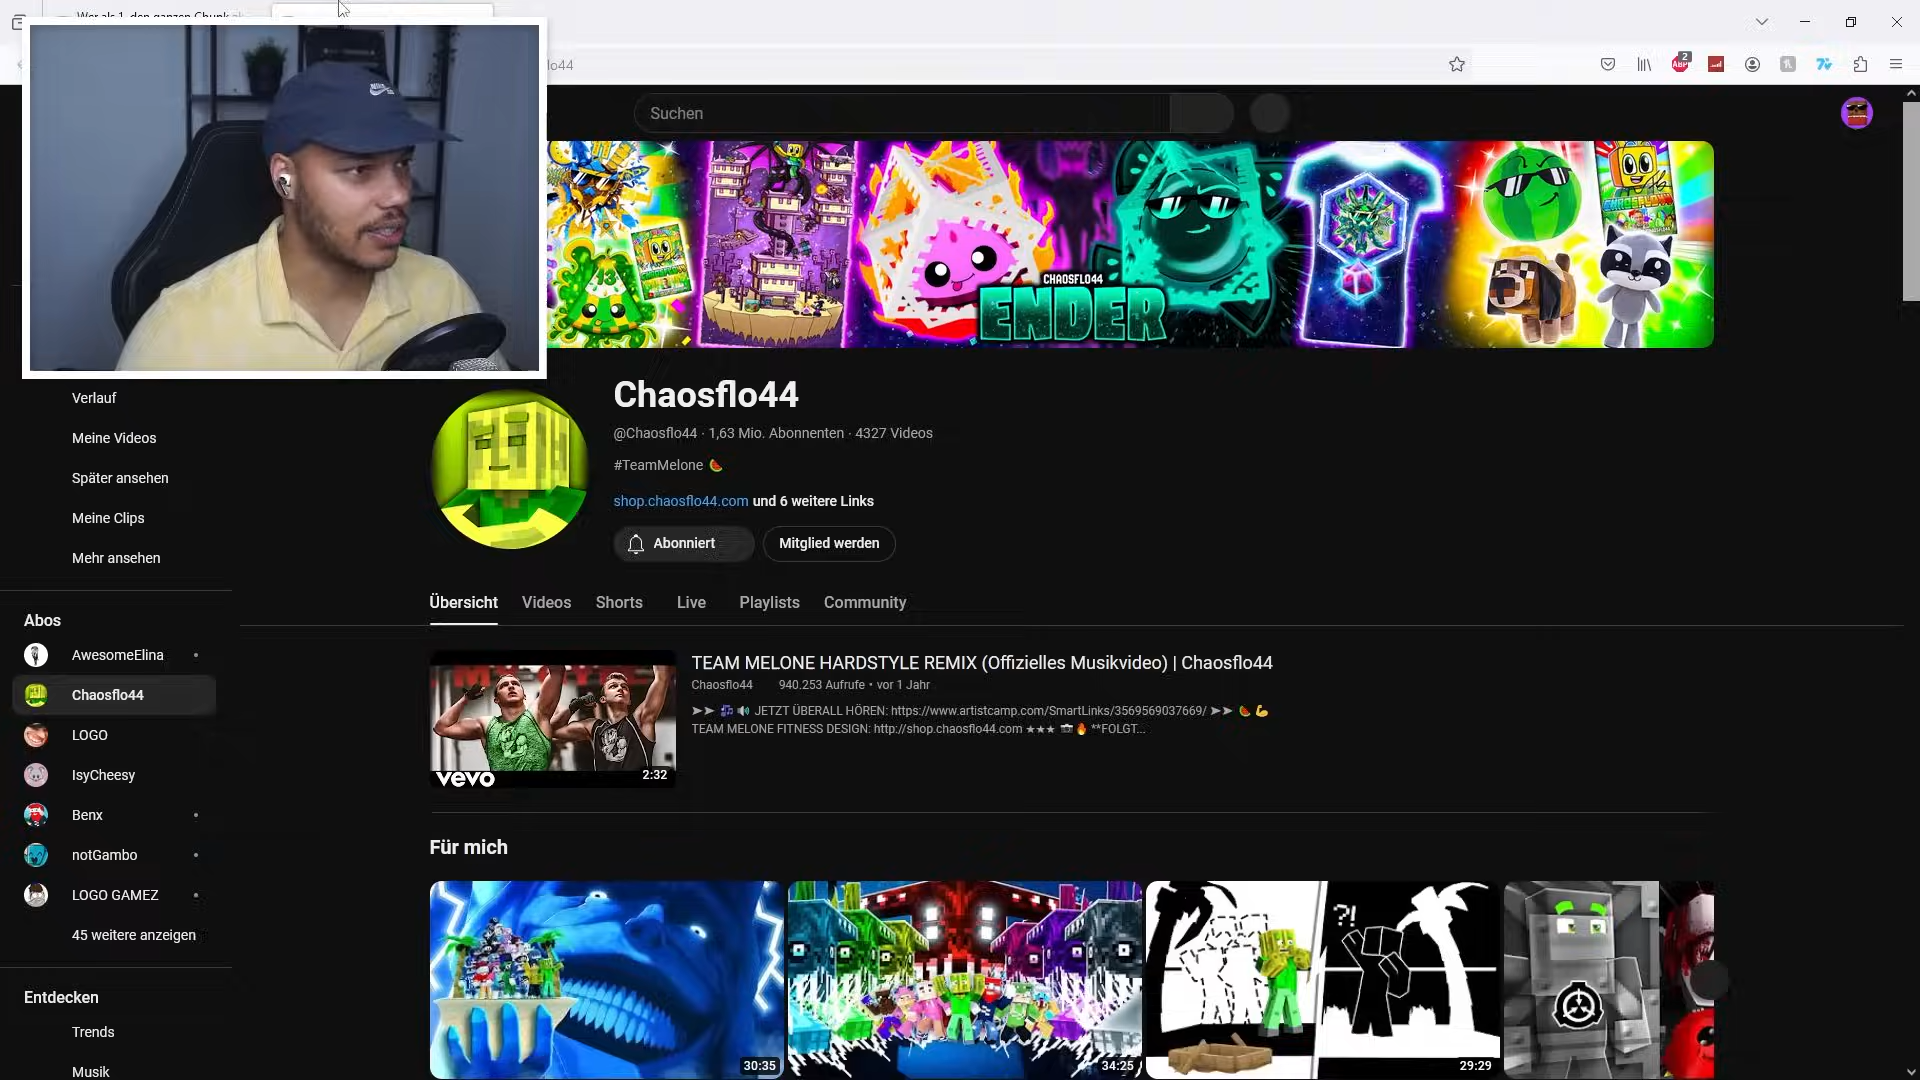 lo44
Suchen
CHAOSFLO44
ENDER
Chaosflo44
@Chaosflo44 · 1,63 Mio. Abonnenten · 4327 Videos
#TeamMelone 🍉
shop.chaosflo44.com und 6 weitere Links
Abonniert
Mitglied werden
Verlauf
Meine Videos
Später ansehen
Meine Clips
Mehr ansehen
Abos
AwesomeElina
Chaosflo44
LOGO
IsyCheesy
Benx
notGambo
LOGO GAMEZ
45 weitere anzeigen
Entdecken
Trends
Musik
Übersicht Videos Shorts Live Playlists Community
vevo
2:32
TEAM MELONE HARDSTYLE REMIX (Offizielles Musikvideo) | Chaosflo44
Chaosflo44 940.253 Aufrufe • vor 1 Jahr
➤➤ 🎶 🔊 JETZT ÜBERALL HÖREN: https://www.artistcamp.com/SmartLinks/3569569037669/ ➤➤ 🍉 💪
TEAM MELONE FITNESS DESIGN: http://shop.chaosflo44.com ★★★ **FOLGT...
Für mich
?!
30:35
34:25
29:29